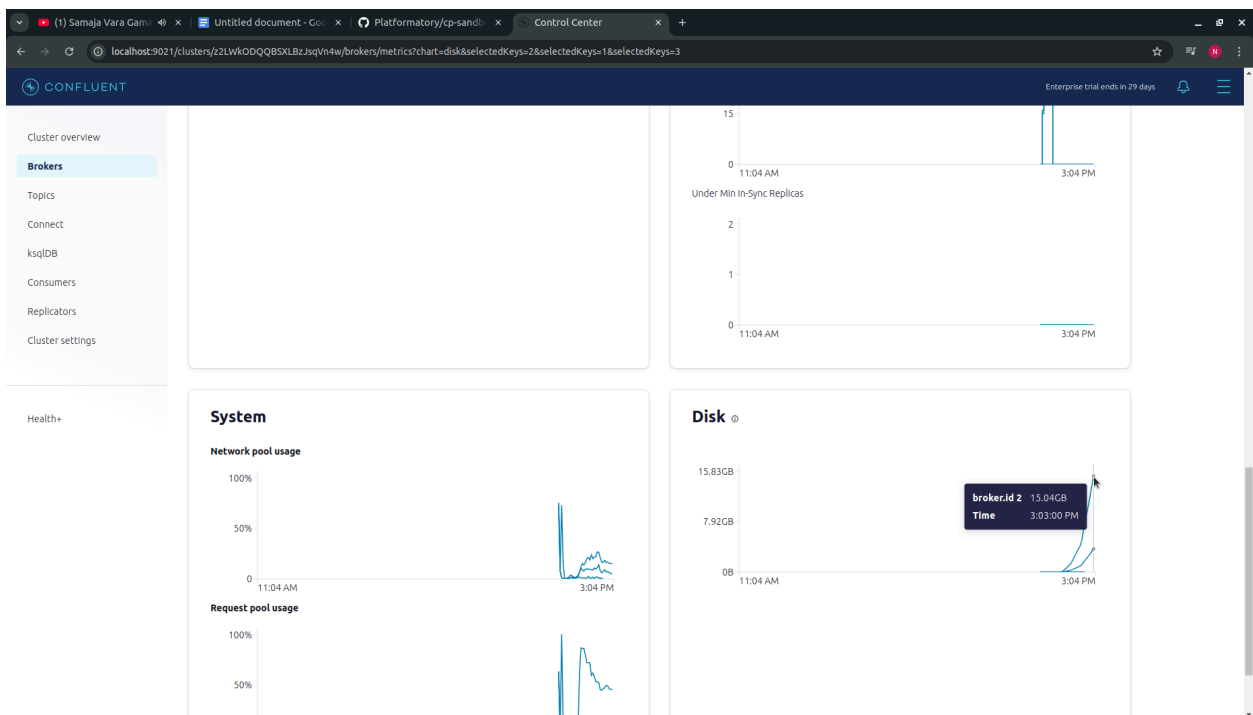 (1) Samaja Vara Gama
Untitled document - Goo
Platformatory/cp-sandb
Control Center
localhost:9021/clusters/z2LWkODQQBSXLBzJsqVn4w/brokers/metrics?chart=disk&selectedKeys=2&selectedKeys=1&selectedKeys=3
N
CONFLUENT
Enterprise trial ends in 29 days
Cluster overview
Brokers
Topics
Connect
ksqlDB
Consumers
Replicators
Cluster settings
Health+
15
0
11:04 AM 3:04 PM
Under Min In-Sync Replicas
2
1
0
11:04 AM 3:04 PM
System
Network pool usage
100%
50%
0
11:04 AM 3:04 PM
Request pool usage
100%
50%
Disk
15.83GB
7.92GB
0B
11:04 AM 3:04 PM
broker.id 2 15.04GB
Time 3:03:00 PM